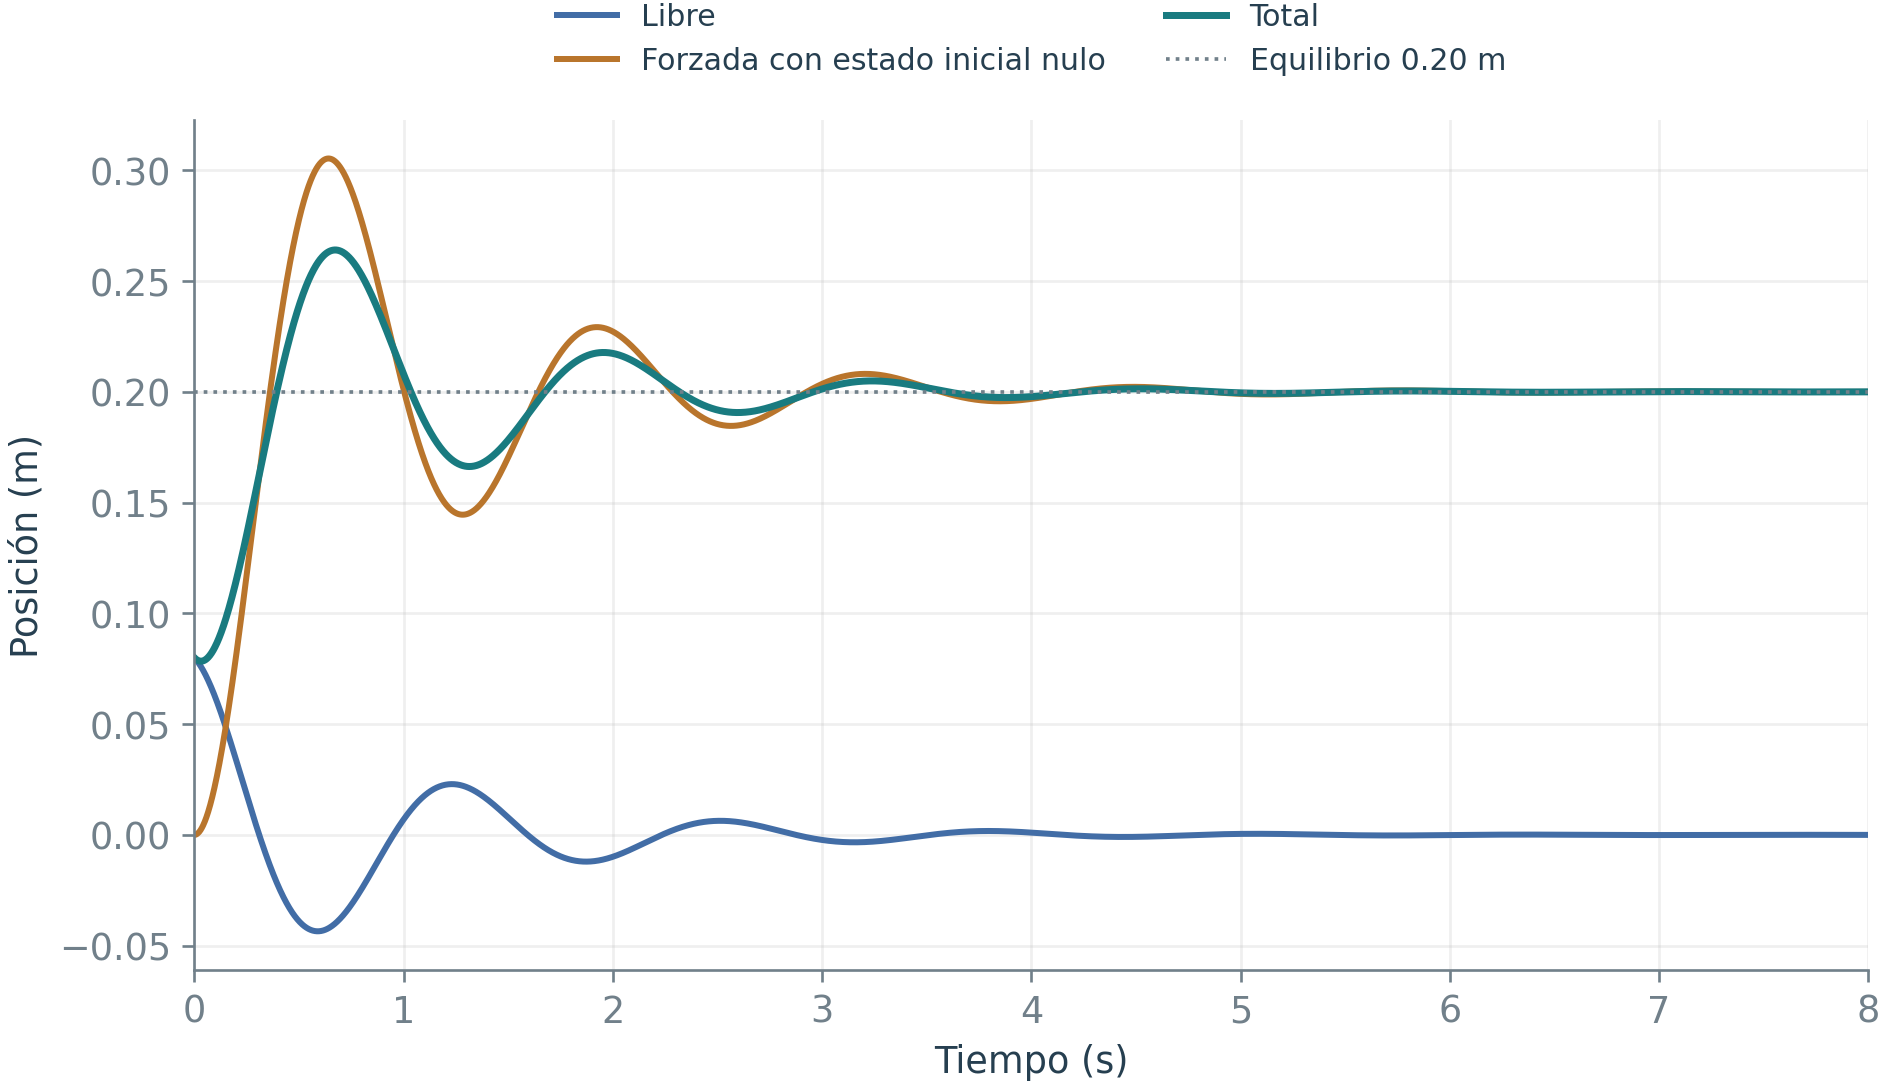 Libre
Total
Forzada con estado inicial nulo
Equilibrio 0.20 m
0.30
0.25
0.20
0.15
0.10
0.05
0.00
−0.05
Posición (m)
0 1 2 3 4 5 6 7 8
Tiempo (s)